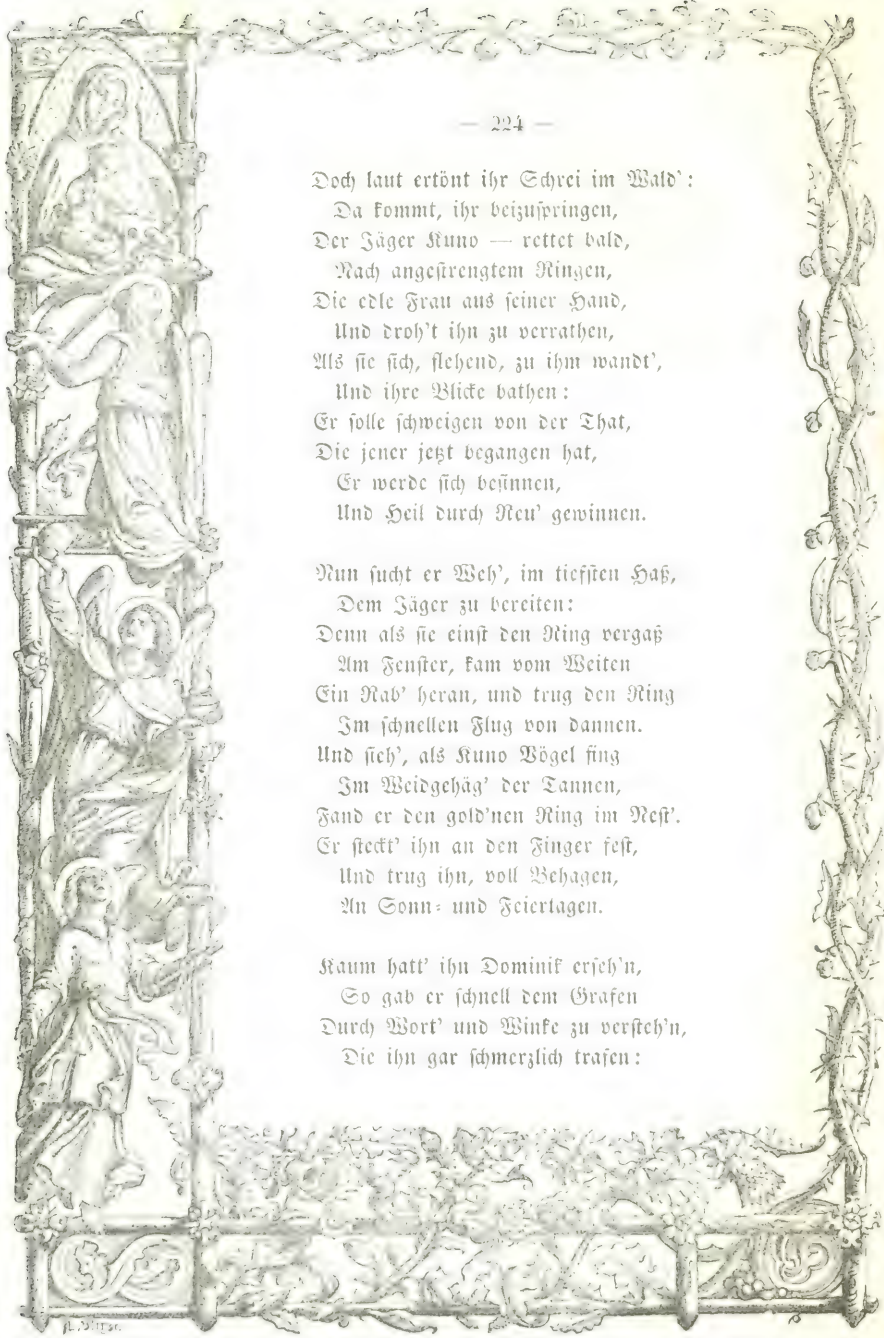 — 224 —
Doch laut ertönt ihr Schrei im Wald':
Da kommt, ihr beizuspringen,
Der Jäger Kuno — rettet bald,
Nach angestrengtem Ringen,
Die edle Frau aus seiner Hand,
Und droh't ihn zu verrathen,
Als sie sich, flehend, zu ihm wandt',
Und ihre Blicke bathen:
Er solle schweigen von der That,
Die jener jetzt begangen hat,
Er werde sich besinnen,
Und Heil durch Reu' gewinnen.
Nun sucht er Weh', im tiefsten Haß,
Dem Jäger zu bereiten:
Denn als sie einst den Ring vergaß
Am Fenster, kam vom Weiten
Ein Rab' heran, und trug den Ring
Im schnellen Flug von dannen.
Und sieh', als Kuno Vögel fing
Im Weidgehäg' der Tannen,
Fand er den gold'nen Ring im Nest'.
Er steckt' ihn an den Finger fest,
Und trug ihn, voll Behagen,
An Sonn- und Feiertagen.
Kaum hatt' ihn Dominik erseh'n,
So gab er schnell dem Grafen
Durch Wort' und Winke zu versteh'n,
Die ihn gar schmerzlich trafen: